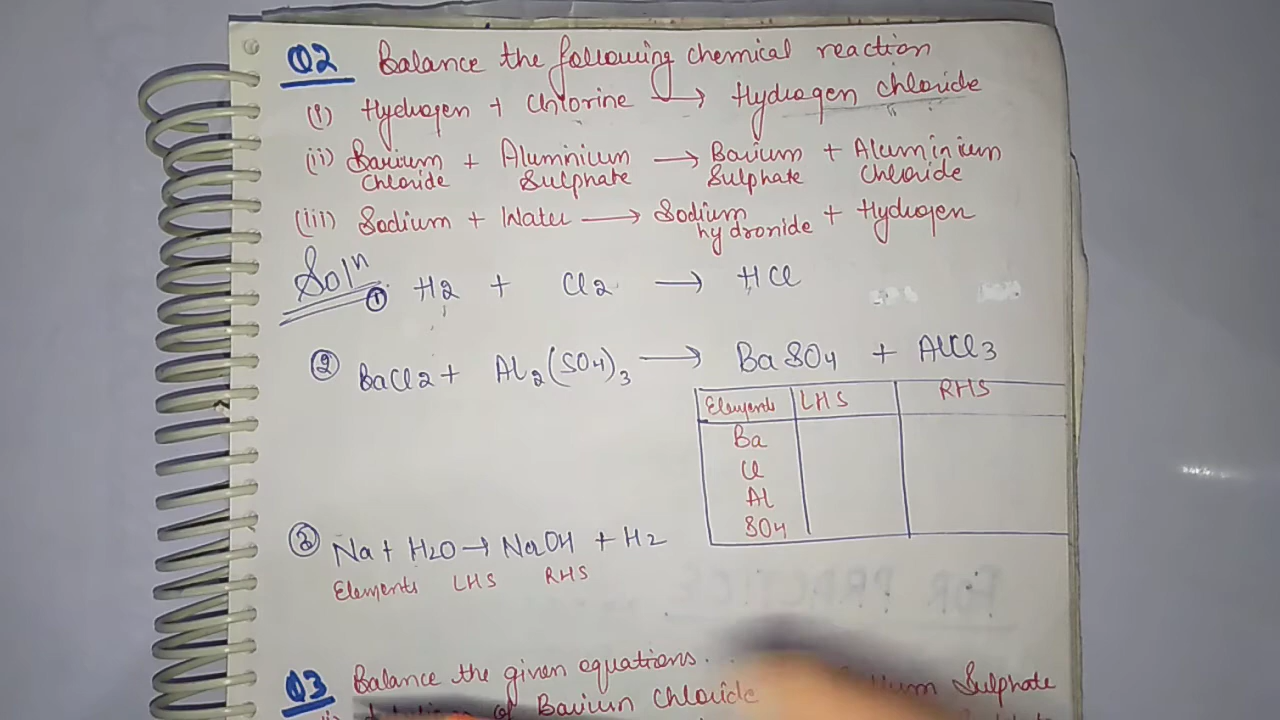 Q2 Balance the following chemical reaction
(i) Hydrogen + Chlorine → Hydrogen chloride
(ii) Barium Chloride + Aluminium Sulphate → Barium Sulphate + Aluminium Chloride
(iii) Sodium + Water → Sodium hydronide + Hydrogen
Solⁿ ① H2 + Cl2 → HCl
② BaCl2 + Al2(SO4)3 → BaSO4 + AlCl3
Elements LHS RHS
Ba
Cl
Al
SO4
③ Na + H2O → NaOH + H2
Elements LHS RHS
Q3 Balance the given equations.
of Barium Chloride Sulphate